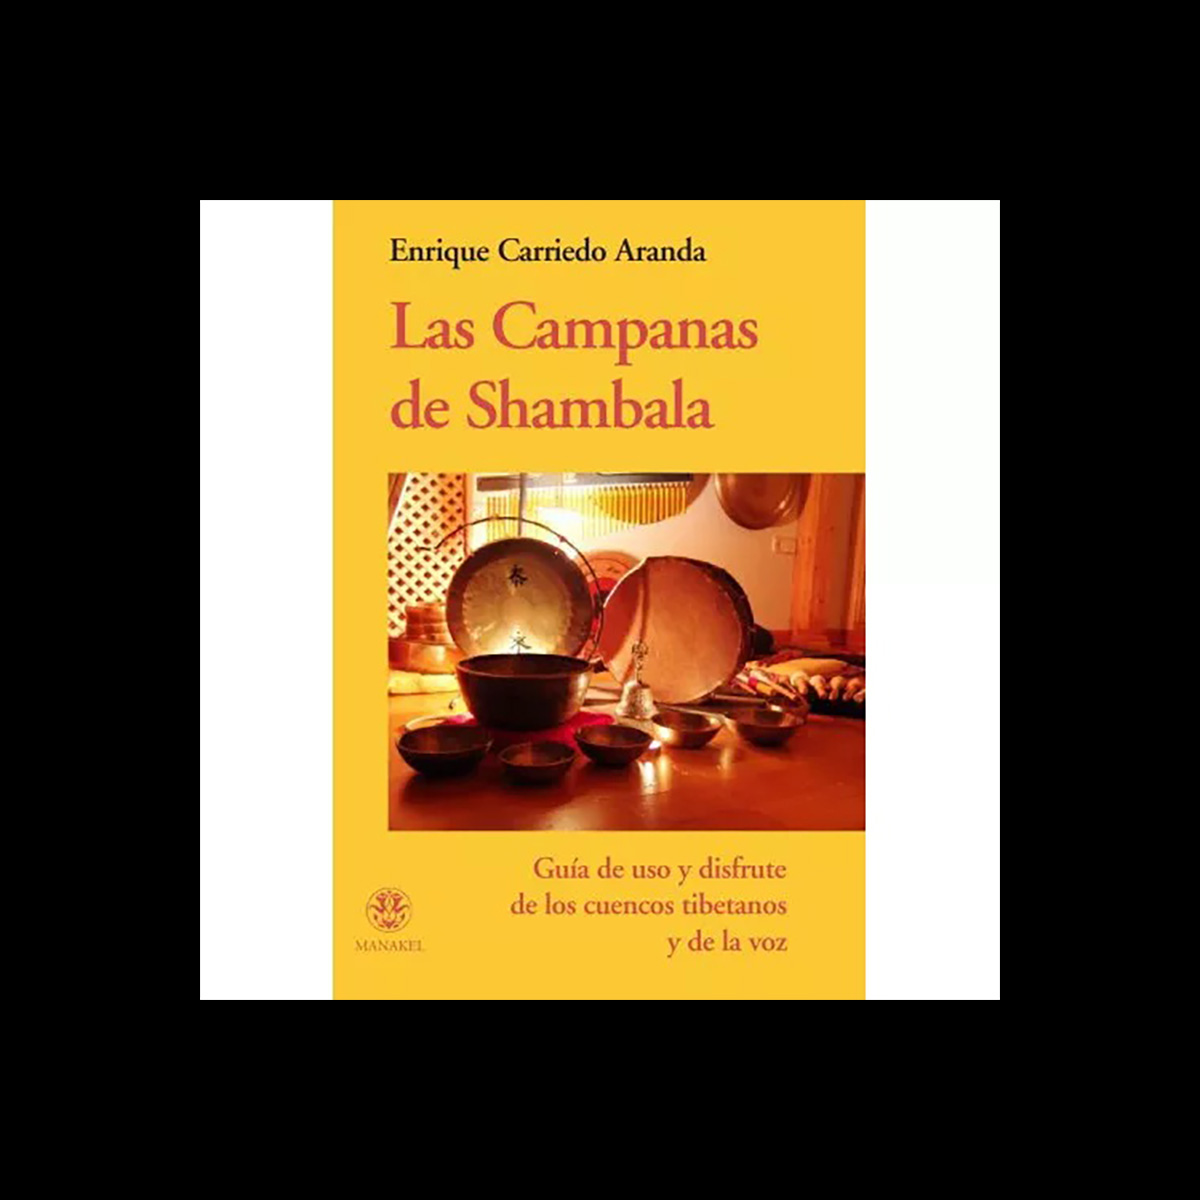 Enrique Carriedo Aranda
Las Campanas
de Shambala
Guía de uso y disfrute
de los cuencos tibetanos
y de la voz
MANAKEL